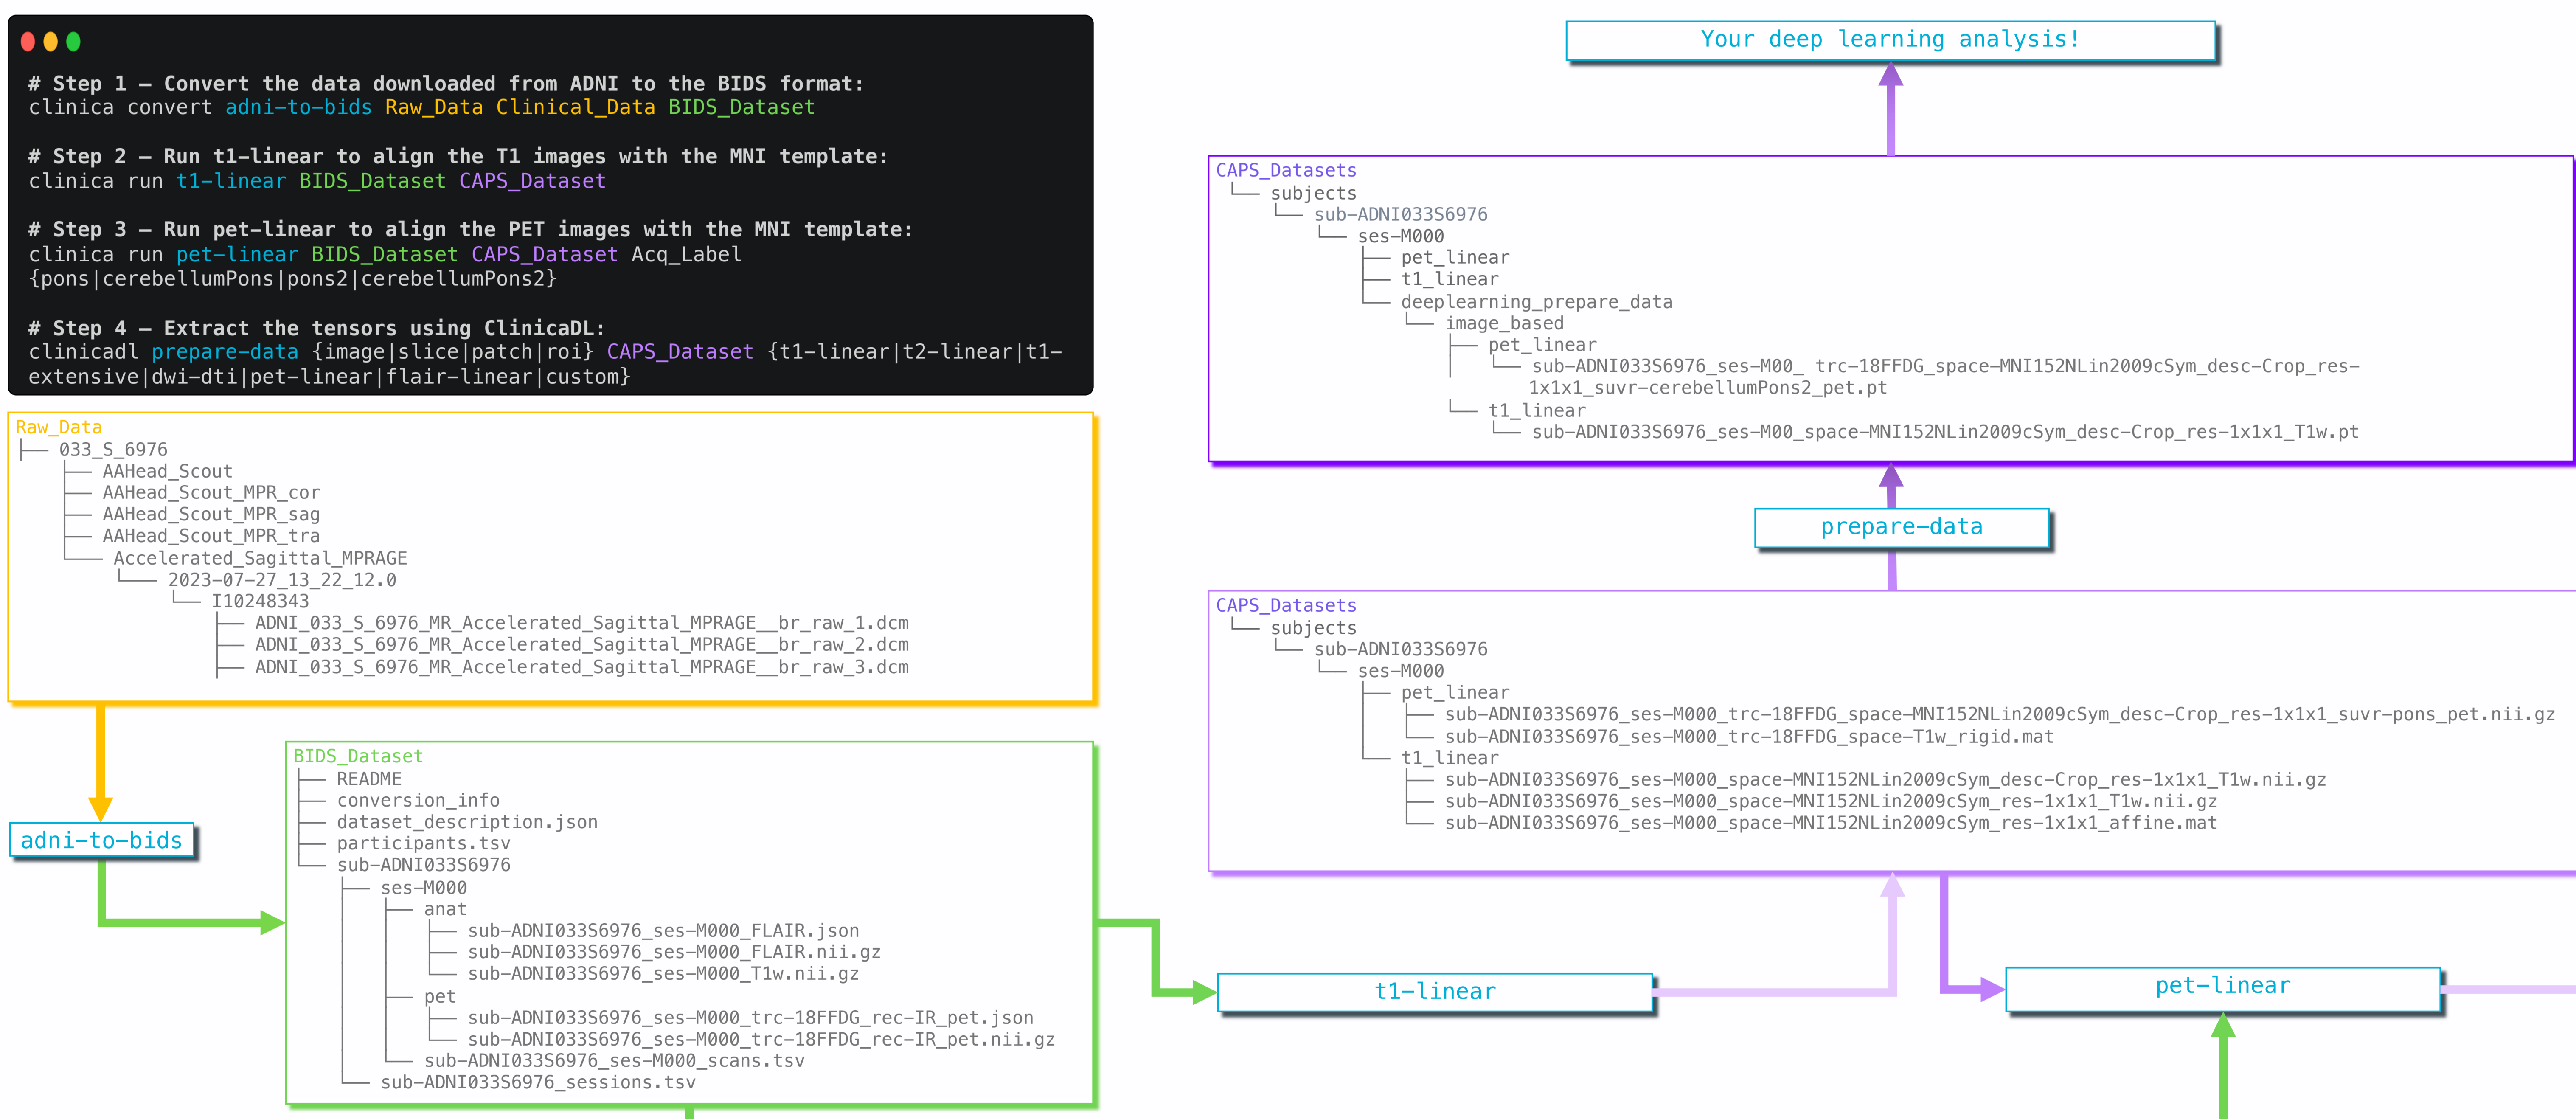 # Step 1 – Convert the data downloaded from ADNI to the BIDS format:
clinica convert adni-to-bids Raw_Data Clinical_Data BIDS_Dataset
# Step 2 – Run t1-linear to align the T1 images with the MNI template:
clinica run t1-linear BIDS_Dataset CAPS_Dataset
# Step 3 – Run pet-linear to align the PET images with the MNI template:
clinica run pet-linear BIDS_Dataset CAPS_Dataset Acq_Label
{pons|cerebellumPons|pons2|cerebellumPons2}
# Step 4 – Extract the tensors using ClinicaDL:
clinicadl prepare-data {image|slice|patch|roi} CAPS_Dataset {t1-linear|t2-linear|t1-
extensive|dwi-dti|pet-linear|flair-linear|custom}
Raw_Data
033_S_6976
AAHead_Scout
AAHead_Scout_MPR_cor
AAHead_Scout_MPR_sag
AAHead_Scout_MPR_tra
Accelerated_Sagittal_MPRAGE
2023-07-27_13_22_12.0
I10248343
ADNI_033_S_6976_MR_Accelerated_Sagittal_MPRAGE__br_raw_1.dcm
ADNI_033_S_6976_MR_Accelerated_Sagittal_MPRAGE__br_raw_2.dcm
ADNI_033_S_6976_MR_Accelerated_Sagittal_MPRAGE__br_raw_3.dcm
adni-to-bids
BIDS_Dataset
README
conversion_info
dataset_description.json
participants.tsv
sub-ADNI033S6976
ses-M000
anat
sub-ADNI033S6976_ses-M000_FLAIR.json
sub-ADNI033S6976_ses-M000_FLAIR.nii.gz
sub-ADNI033S6976_ses-M000_T1w.nii.gz
pet
sub-ADNI033S6976_ses-M000_trc-18FFDG_rec-IR_pet.json
sub-ADNI033S6976_ses-M000_trc-18FFDG_rec-IR_pet.nii.gz
sub-ADNI033S6976_ses-M000_scans.tsv
sub-ADNI033S6976_sessions.tsv
t1-linear
pet-linear
CAPS_Datasets
subjects
sub-ADNI033S6976
ses-M000
pet_linear
sub-ADNI033S6976_ses-M000_trc-18FFDG_space-MNI152NLin2009cSym_desc-Crop_res-1x1x1_suvr-pons_pet.nii.gz
sub-ADNI033S6976_ses-M000_trc-18FFDG_space-T1w_rigid.mat
t1_linear
sub-ADNI033S6976_ses-M000_space-MNI152NLin2009cSym_desc-Crop_res-1x1x1_T1w.nii.gz
sub-ADNI033S6976_ses-M000_space-MNI152NLin2009cSym_res-1x1x1_T1w.nii.gz
sub-ADNI033S6976_ses-M000_space-MNI152NLin2009cSym_res-1x1x1_affine.mat
prepare-data
CAPS_Datasets
subjects
sub-ADNI033S6976
ses-M000
pet_linear
t1_linear
deeplearning_prepare_data
image_based
pet_linear
sub-ADNI033S6976_ses-M00_ trc-18FFDG_space-MNI152NLin2009cSym_desc-Crop_res-
1x1x1_suvr-cerebellumPons2_pet.pt
t1_linear
sub-ADNI033S6976_ses-M00_space-MNI152NLin2009cSym_desc-Crop_res-1x1x1_T1w.pt
Your deep learning analysis!